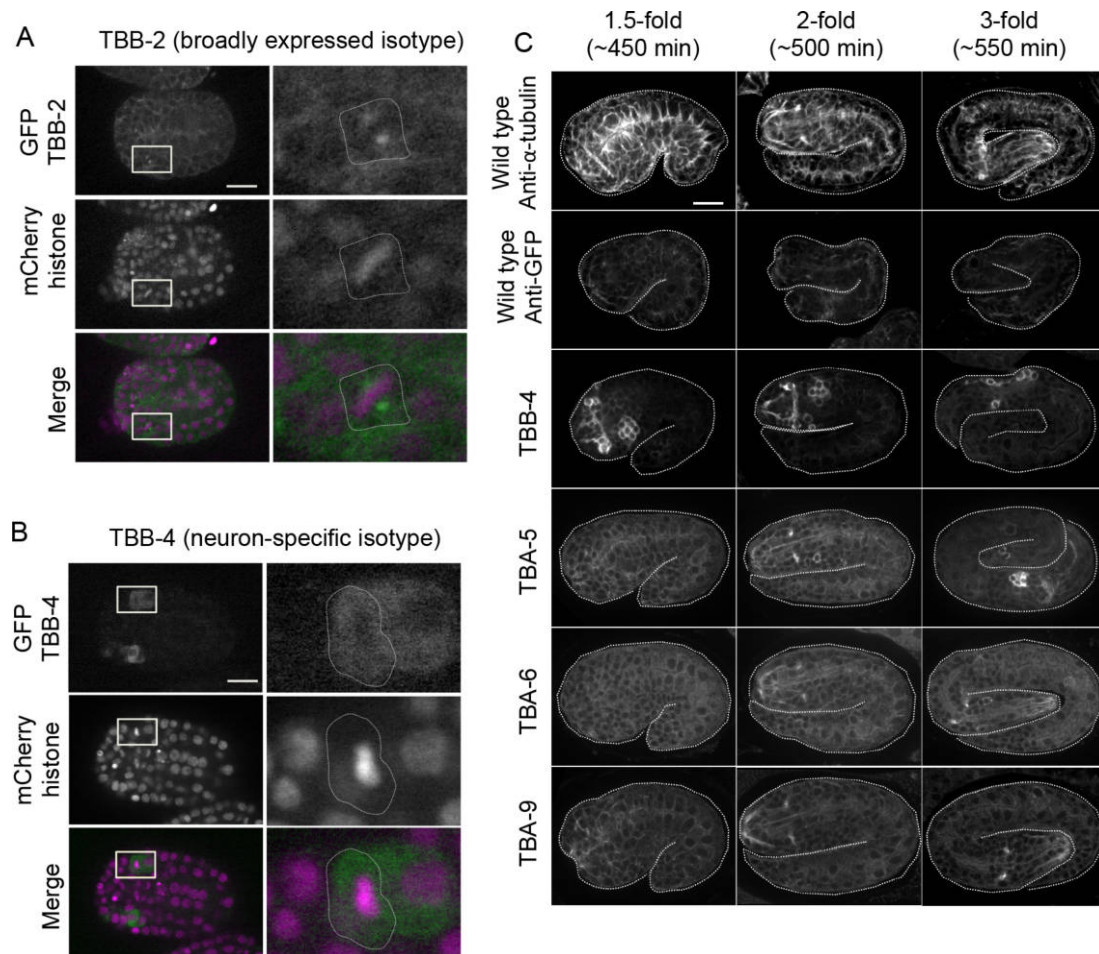 A
TBB-2 (broadly expressed isotype)
GFP
TBB-2
mCherry
histone
Merge
B
TBB-4 (neuron-specific isotype)
GFP
TBB-4
mCherry
histone
Merge
C
1.5-fold
(~450 min)
2-fold
(~500 min)
3-fold
(~550 min)
Wild type
Anti-α-tubulin
Wild type
Anti-GFP
TBB-4
TBA-5
TBA-6
TBA-9